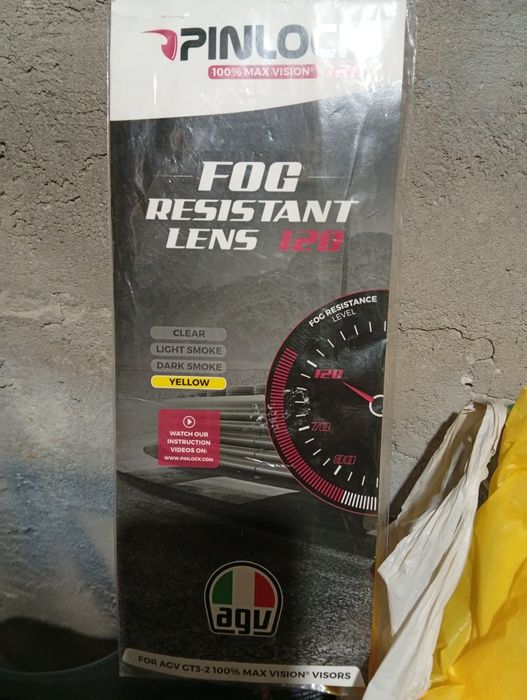 PINLOCK
100% MAX VISION® 120
FOG
RESISTANT
LENS 120
FOG RESISTANCE
LEVEL
CLEAR
LIGHT SMOKE
DARK SMOKE
YELLOW
120
70
30
WATCH OUR
INSTRUCTION
VIDEOS ON:
WWW.PINLOCK.COM
agv
FOR AGV GT3-2 100% MAX VISION® VISORS